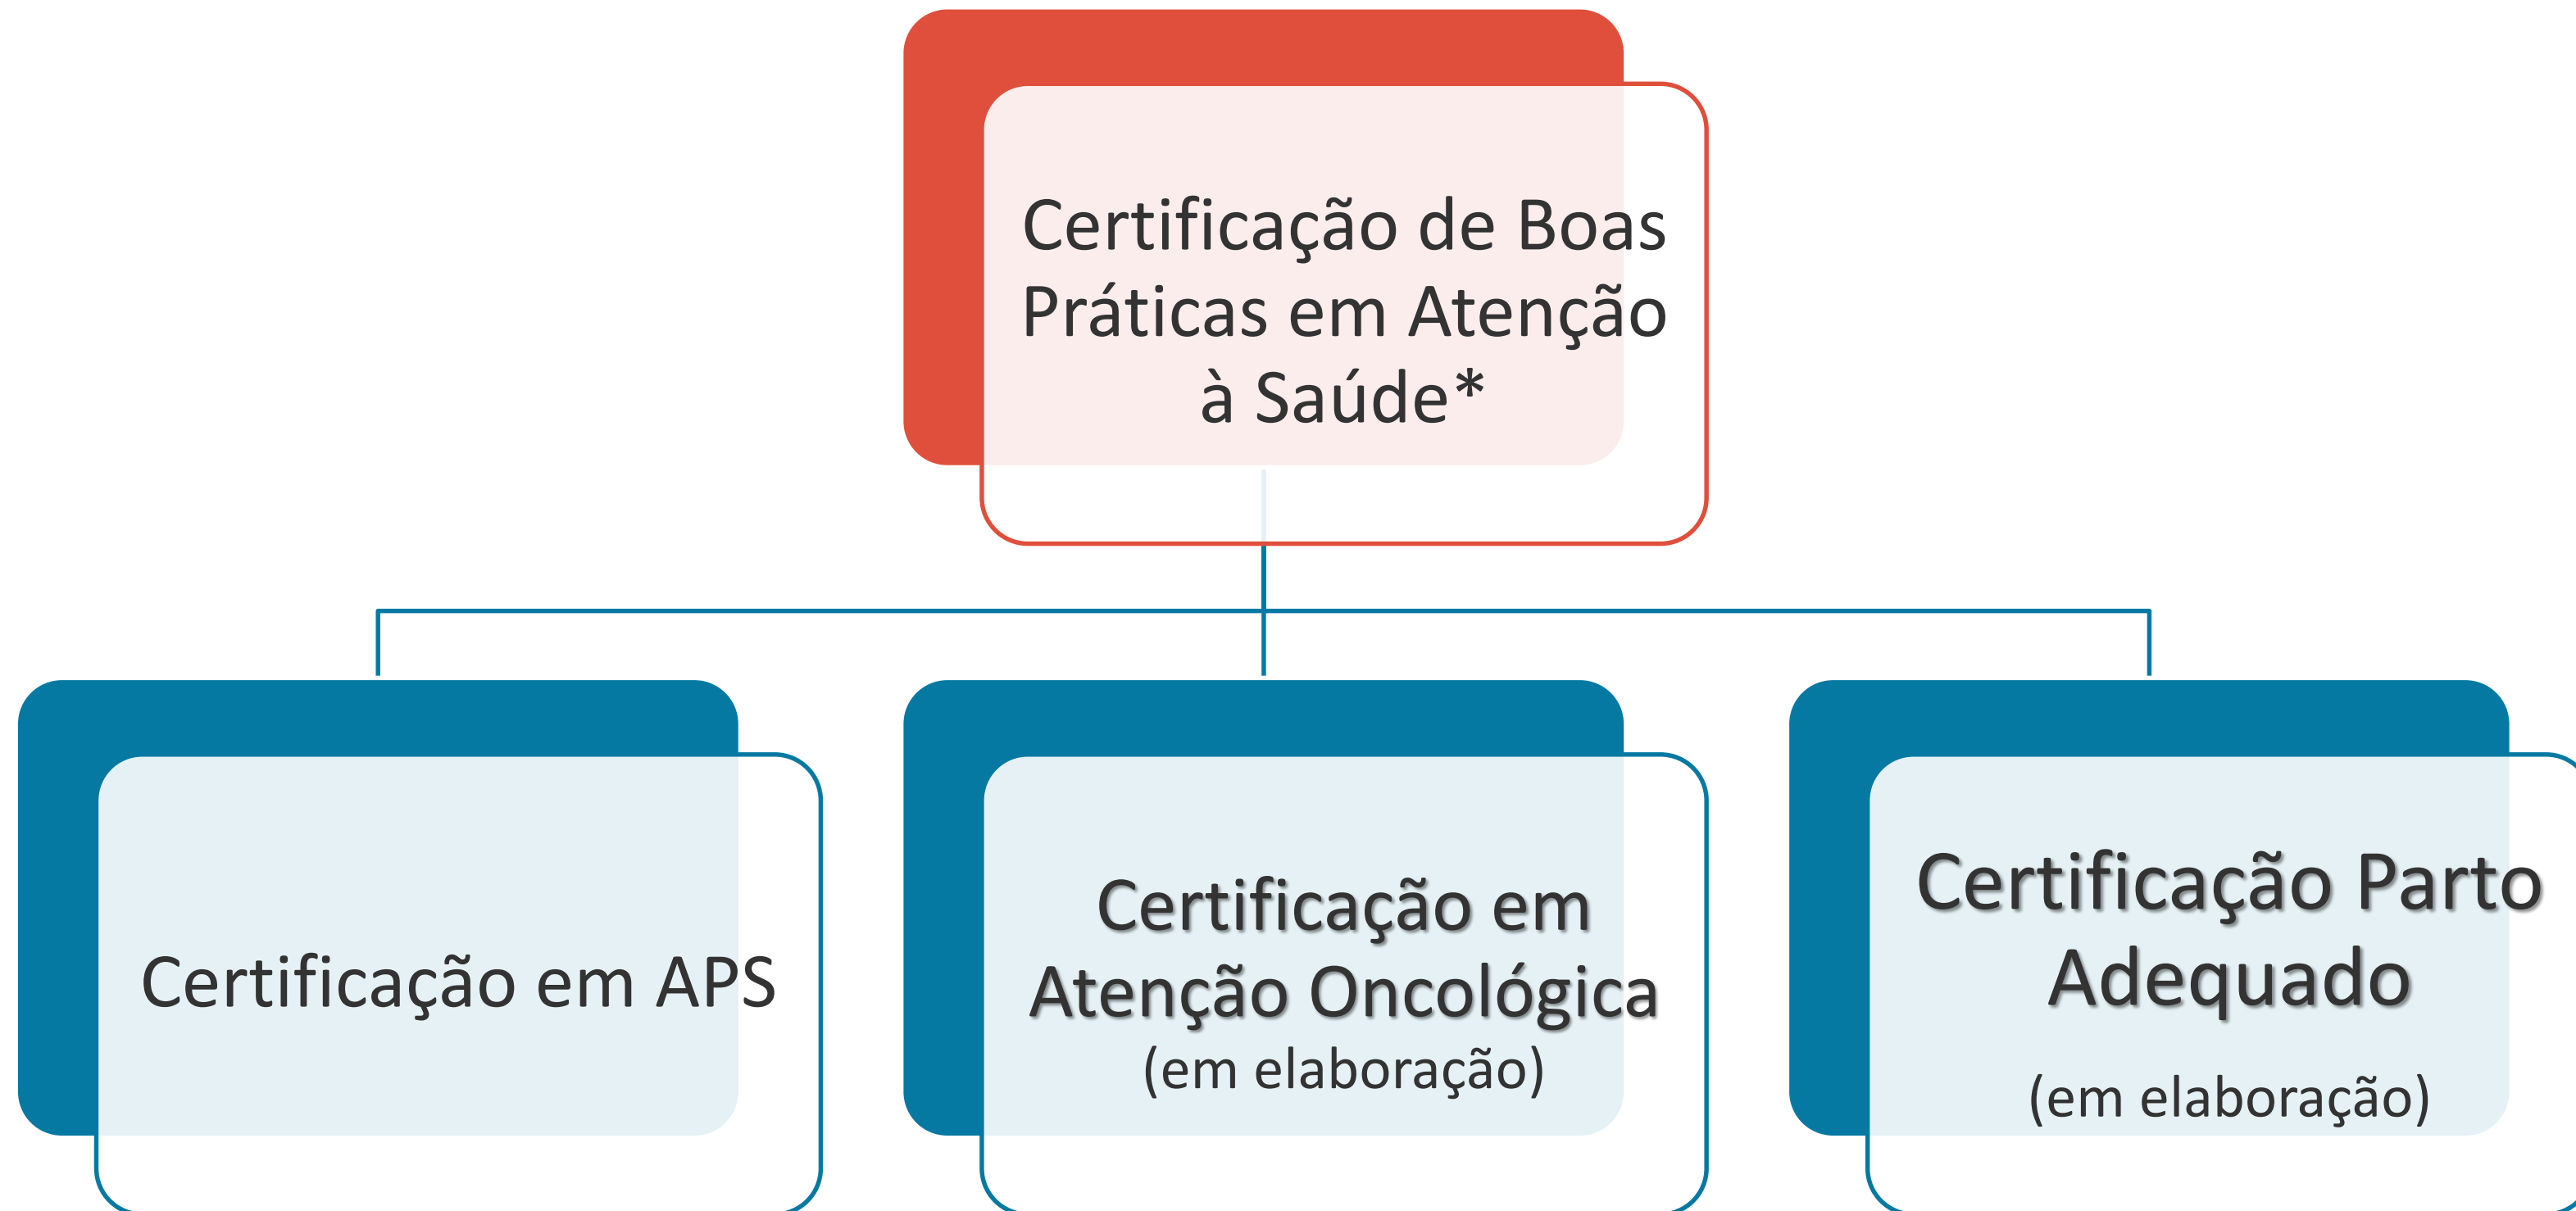 Certificação de Boas
Práticas em Atenção
à Saúde*
Certificação em APS
Certificação em
Atenção Oncológica
(em elaboração)
Certificação Parto
Adequado
(em elaboração)